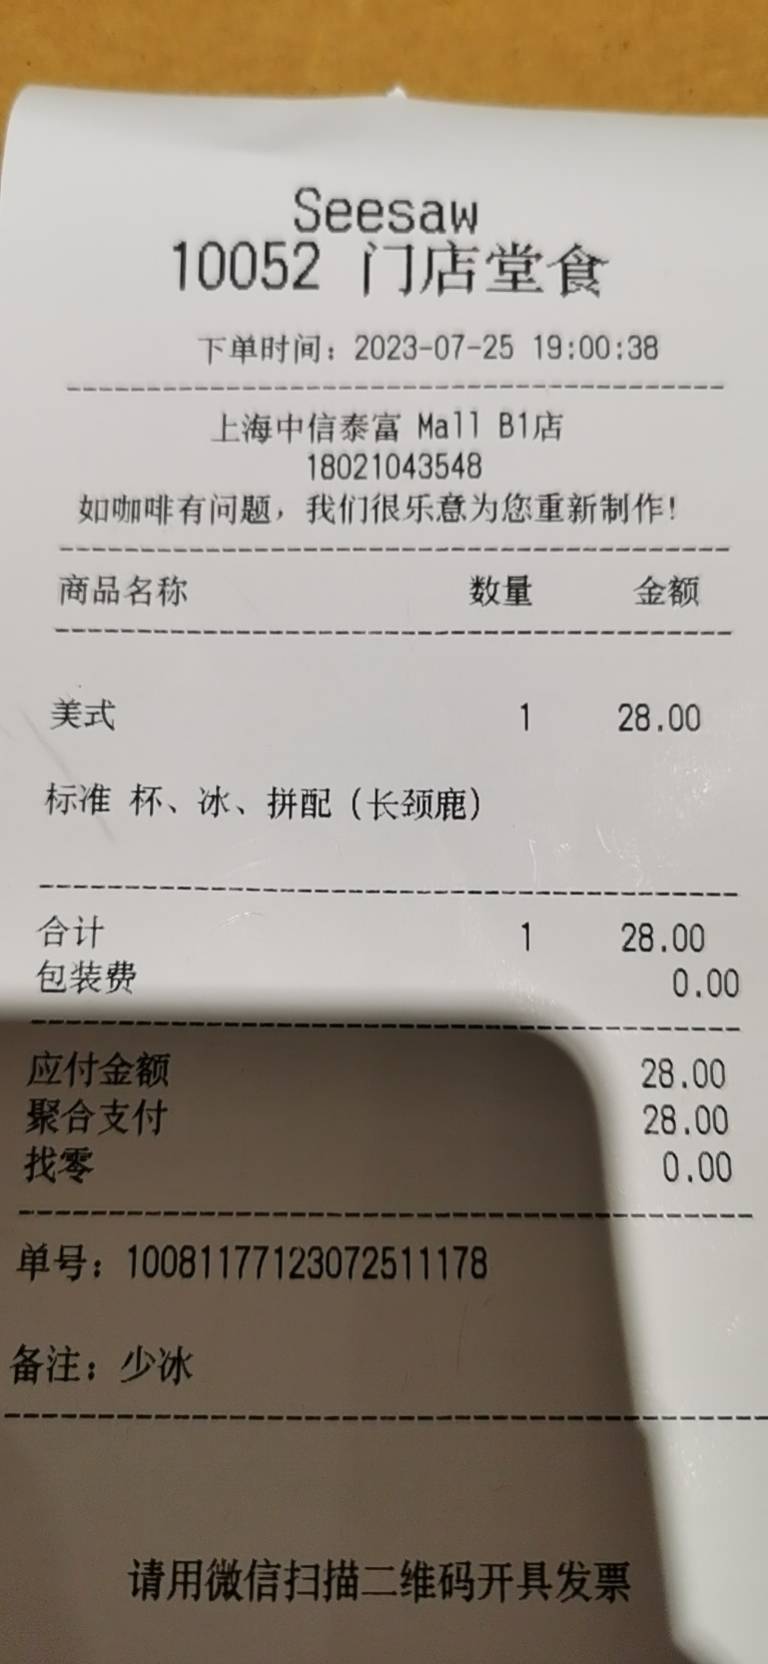 Seesaw
10052 门店堂食
下单时间：2023-07-25 19:00:38
上海中信泰富 Mall B1店
18021043548
如咖啡有问题，我们很乐意为您重新制作！
商品名称 数量 金额
美式 1 28.00
标准 杯、冰、拼配（长颈鹿）
合计 1 28.00
包装费 0.00
应付金额 28.00
聚合支付 28.00
找零 0.00
单号：10081177123072511178
备注：少冰
请用微信扫描二维码开具发票